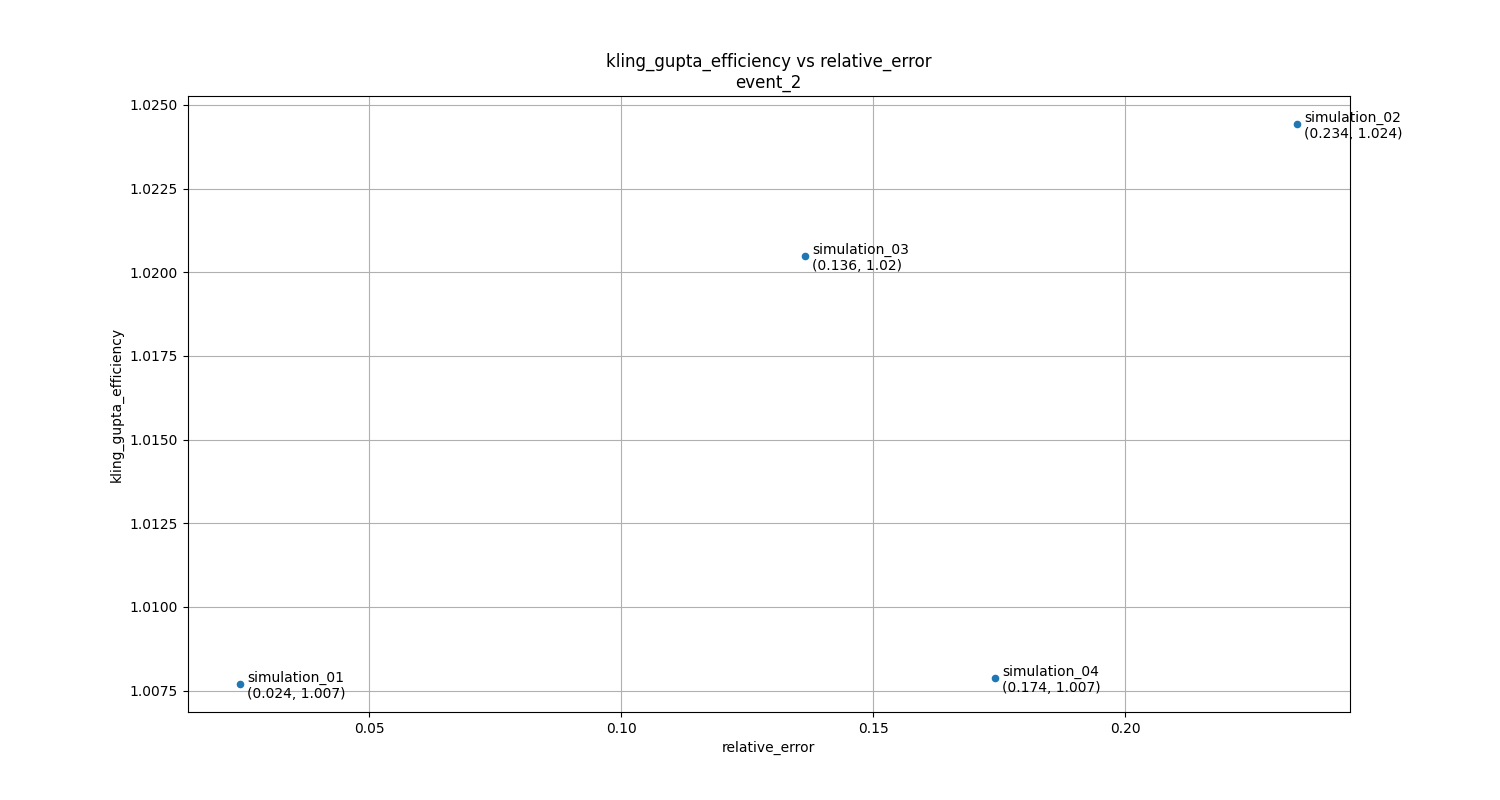 kling_gupta_efficiency vs relative_error
event_2
1.0250
1.0225
1.0200
1.0175
1.0150
1.0125
1.0100
1.0075
kling_gupta_efficiency
simulation_02
(0.234, 1.024)
simulation_03
(0.136, 1.02)
simulation_04
(0.174, 1.007)
simulation_01
(0.024, 1.007)
0.05
0.10
0.15
0.20
relative_error